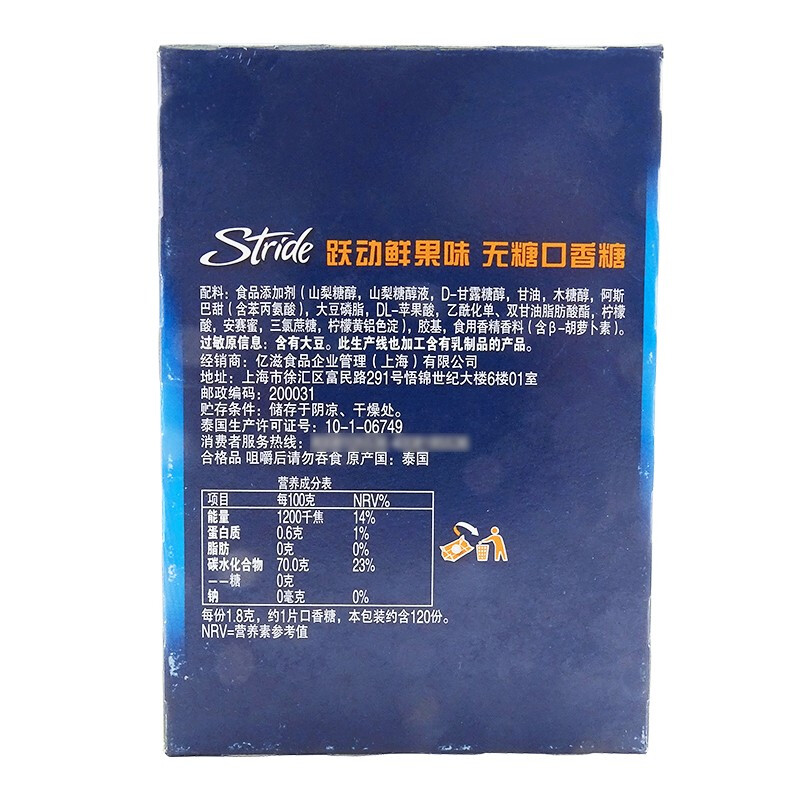 Stride 跃动鲜果味 无糖口香糖
配料：食品添加剂（山梨糖醇，山梨糖醇液，D-甘露糖醇，甘油，木糖醇，阿斯
巴甜（含苯丙氨酸），大豆磷脂，DL-苹果酸，乙酰化单、双甘油脂肪酸酯，柠檬
酸，安赛蜜，三氯蔗糖，柠檬黄铝色淀），胶基，食用香精香料（含β-胡萝卜素）。
过敏原信息：含有大豆。此生产线也加工含有乳制品的产品。
经销商：亿滋食品企业管理（上海）有限公司
地址：上海市徐汇区富民路291号悟锦世纪大楼6楼01室
邮政编码：200031
贮存条件：储存于阴凉、干燥处。
泰国生产许可证号：10-1-06749
消费者服务热线：
合格品 咀嚼后请勿吞食 原产国：泰国
营养成分表
项目 每100克 NRV%
能量 1200千焦 14%
蛋白质 0.6克 1%
脂肪 0克 0%
碳水化合物 70.0克 23%
——糖 0克
钠 0毫克 0%
每份1.8克，约1片口香糖，本包装约含120份。
NRV=营养素参考值